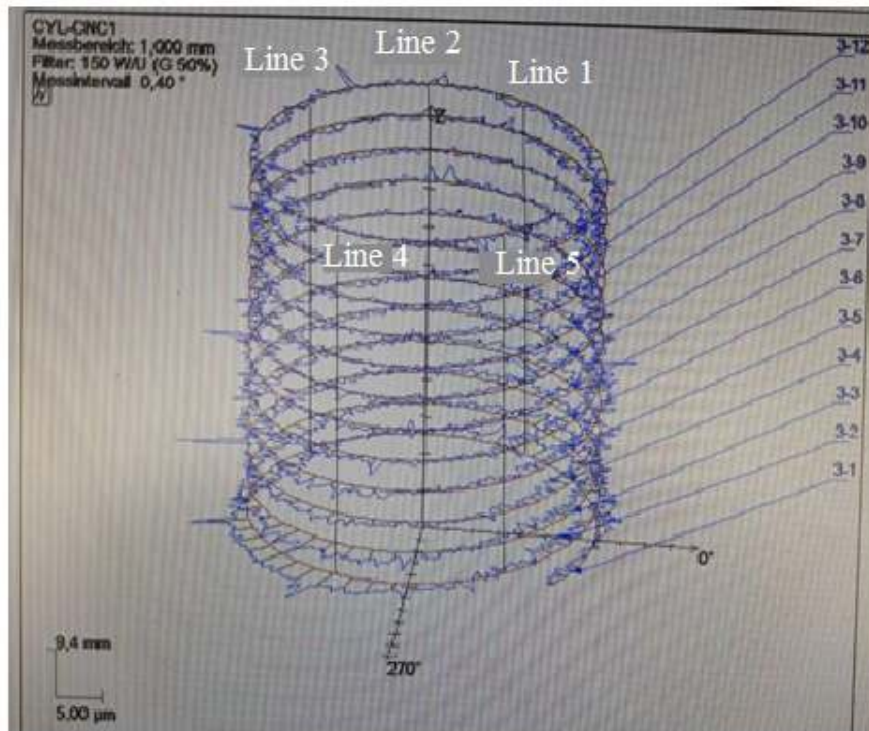 CYL-CNC1
Messbereich: 1,000 mm
Filter: 150 W/U (G 50%)
Messintervall 0,40 °
Line 3
Line 2
Line 1
Z
Line 4
Line 5
3-12
3-11
3-10
3-9
3-8
3-7
3-6
3-5
3-4
3-3
3-2
3-1
0°
270°
9,4 mm
5,00 µm